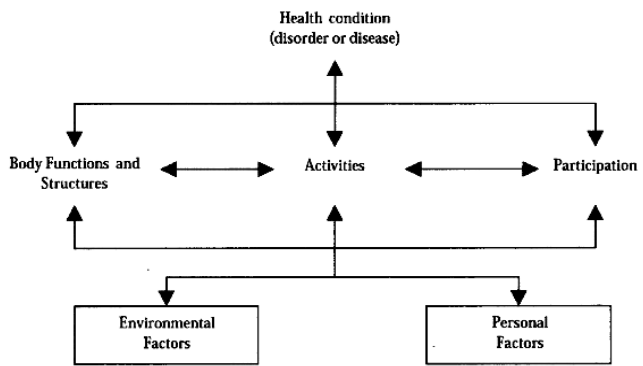 Health condition
(disorder or disease)
Body Functions and
Structures
Activities
Participation
Environmental
Factors
Personal
Factors